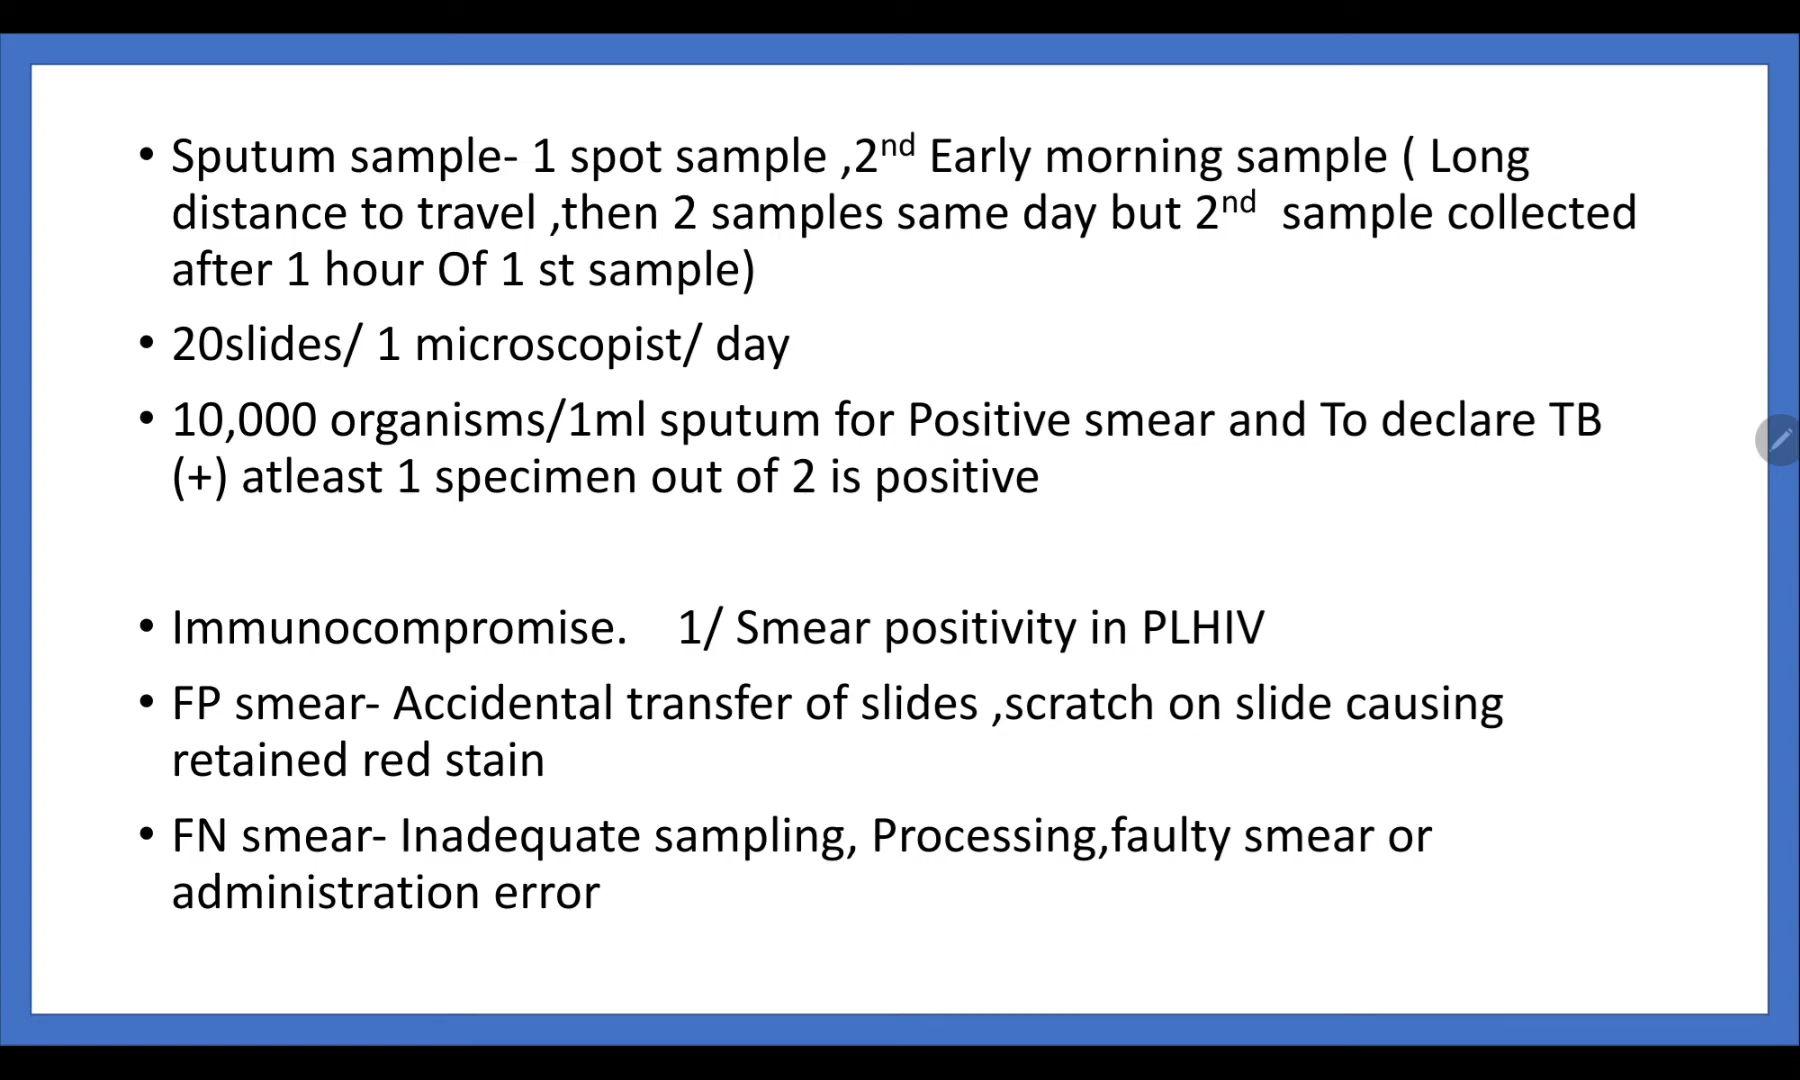 • Sputum sample- 1 spot sample ,2nd Early morning sample ( Long
distance to travel ,then 2 samples same day but 2nd  sample collected
after 1 hour Of 1 st sample)
• 20slides/ 1 microscopist/ day
• 10,000 organisms/1ml sputum for Positive smear and To declare TB
(+) atleast 1 specimen out of 2 is positive
• Immunocompromise.    1/ Smear positivity in PLHIV
• FP smear- Accidental transfer of slides ,scratch on slide causing
retained red stain
• FN smear- Inadequate sampling, Processing,faulty smear or
administration error